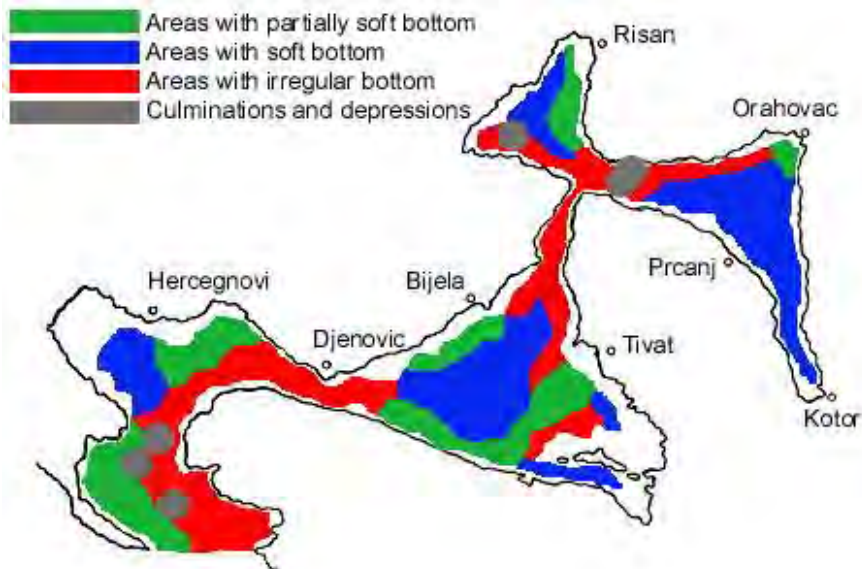 Areas with partially soft bottom
Areas with soft bottom
Areas with irregular bottom
Culminations and depressions
Risan
Orahovac
Prcanj
Hercegnovi
Bijela
Djenovic
Tivat
Kotor